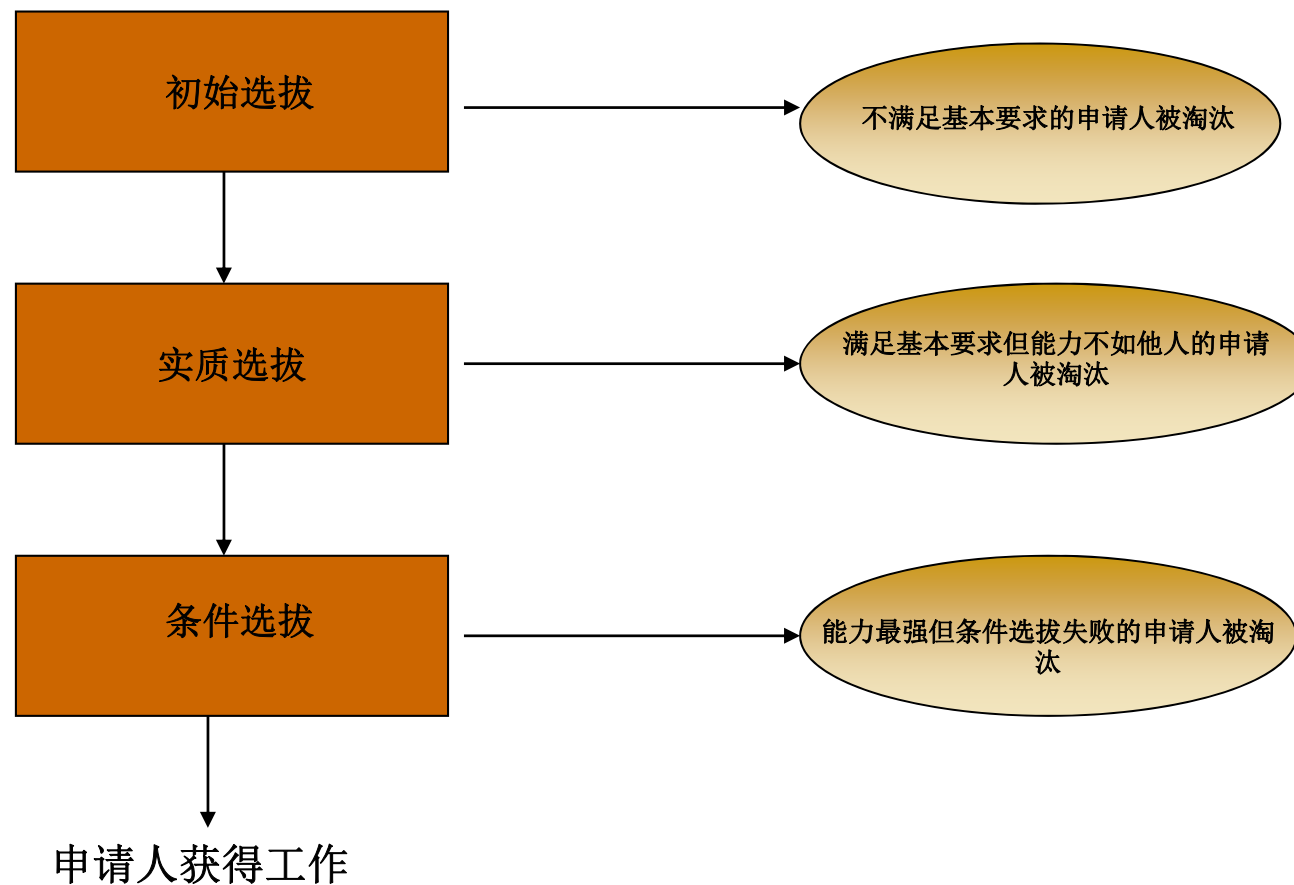 初始选拔
不满足基本要求的申请人被淘汰
实质选拔
满足基本要求但能力不如他人的申请
人被淘汰
条件选拔
能力最强但条件选拔失败的申请人被淘
汰
申请人获得工作